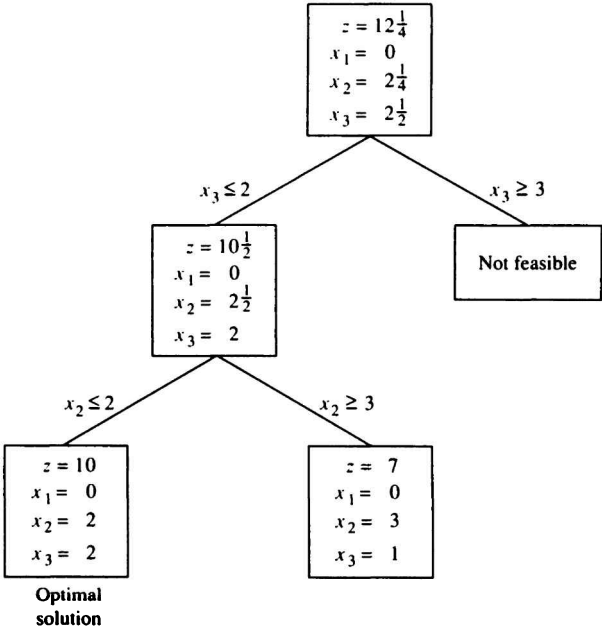 z = 12 1/4
x₁ = 0
x₂ = 2 1/4
x₃ = 2 1/2
x₃ ≤ 2
x₃ ≥ 3
z = 10 1/2
x₁ = 0
x₂ = 2 1/2
x₃ = 2
Not feasible
x₂ ≤ 2
x₂ ≥ 3
z = 10
x₁ = 0
x₂ = 2
x₃ = 2
z = 7
x₁ = 0
x₂ = 3
x₃ = 1
Optimal
solution